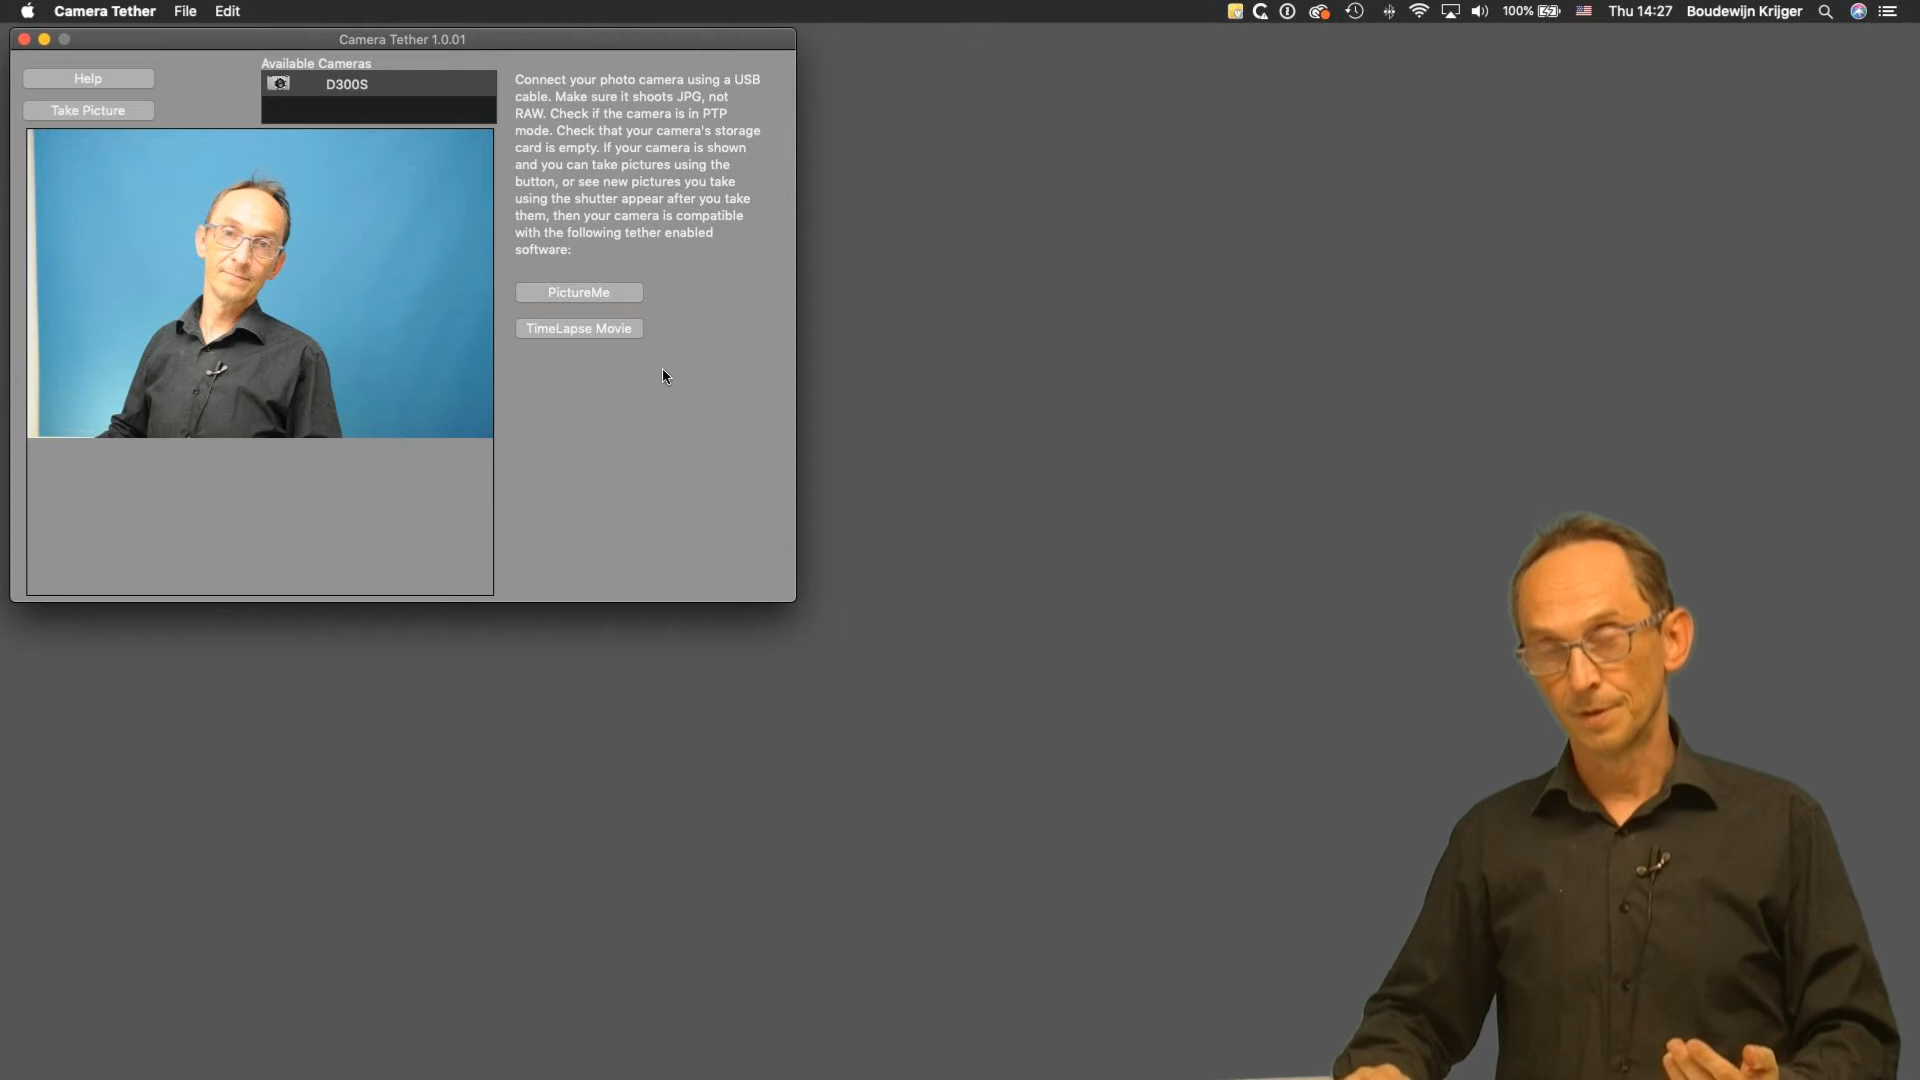 Camera Tether File Edit 100% Thu 14:27 Boudewijn Krijger
Camera Tether 1.0.01
Help
Take Picture
Available Cameras
D300S
Connect your photo camera using a USB
cable. Make sure it shoots JPG, not
RAW. Check if the camera is in PTP
mode. Check that your camera's storage
card is empty. If your camera is shown
and you can take pictures using the
button, or see new pictures you take
using the shutter appear after you take
them, then your camera is compatible
with the following tether enabled
software:
PictureMe
TimeLapse Movie